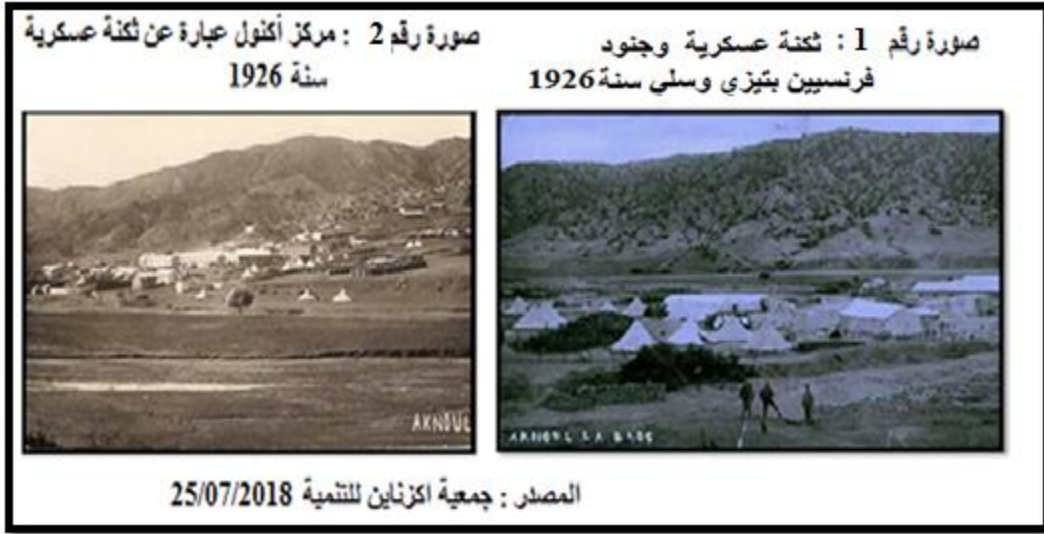 صورة رقم 1 : ثكنة عسكرية وجنود
فرنسيين بتيزي وسلي سنة 1926
صورة رقم 2 : مركز أكنول عبارة عن ثكنة عسكرية
سنة 1926
AKNOUL LA BASE
AKNOUL
المصدر : جمعية اكزناين للتنمية 25/07/2018